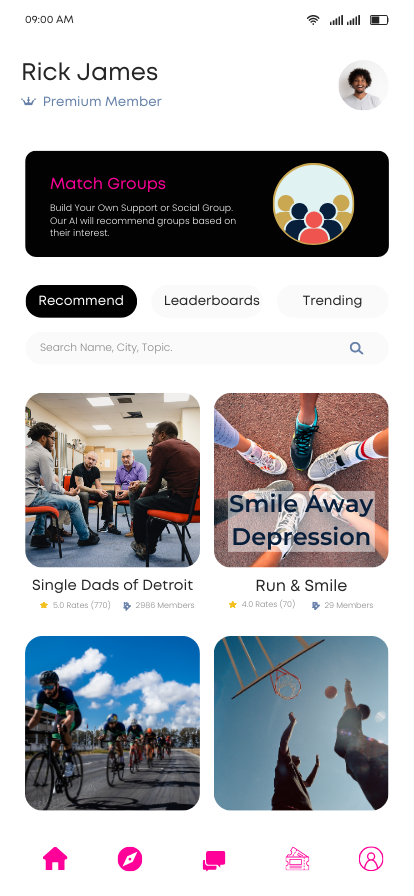 09:00 AM
Rick James
Premium Member
Match Groups
Build Your Own Support or Social Group.
Our AI will recommend groups based on
their interest.
Recommend
Leaderboards
Trending
Search Name, City, Topic.
Smile Away
Depression
Single Dads of Detroit
Run & Smile
5.0 Rates (770)
2986 Members
4.0 Rates (70)
29 Members